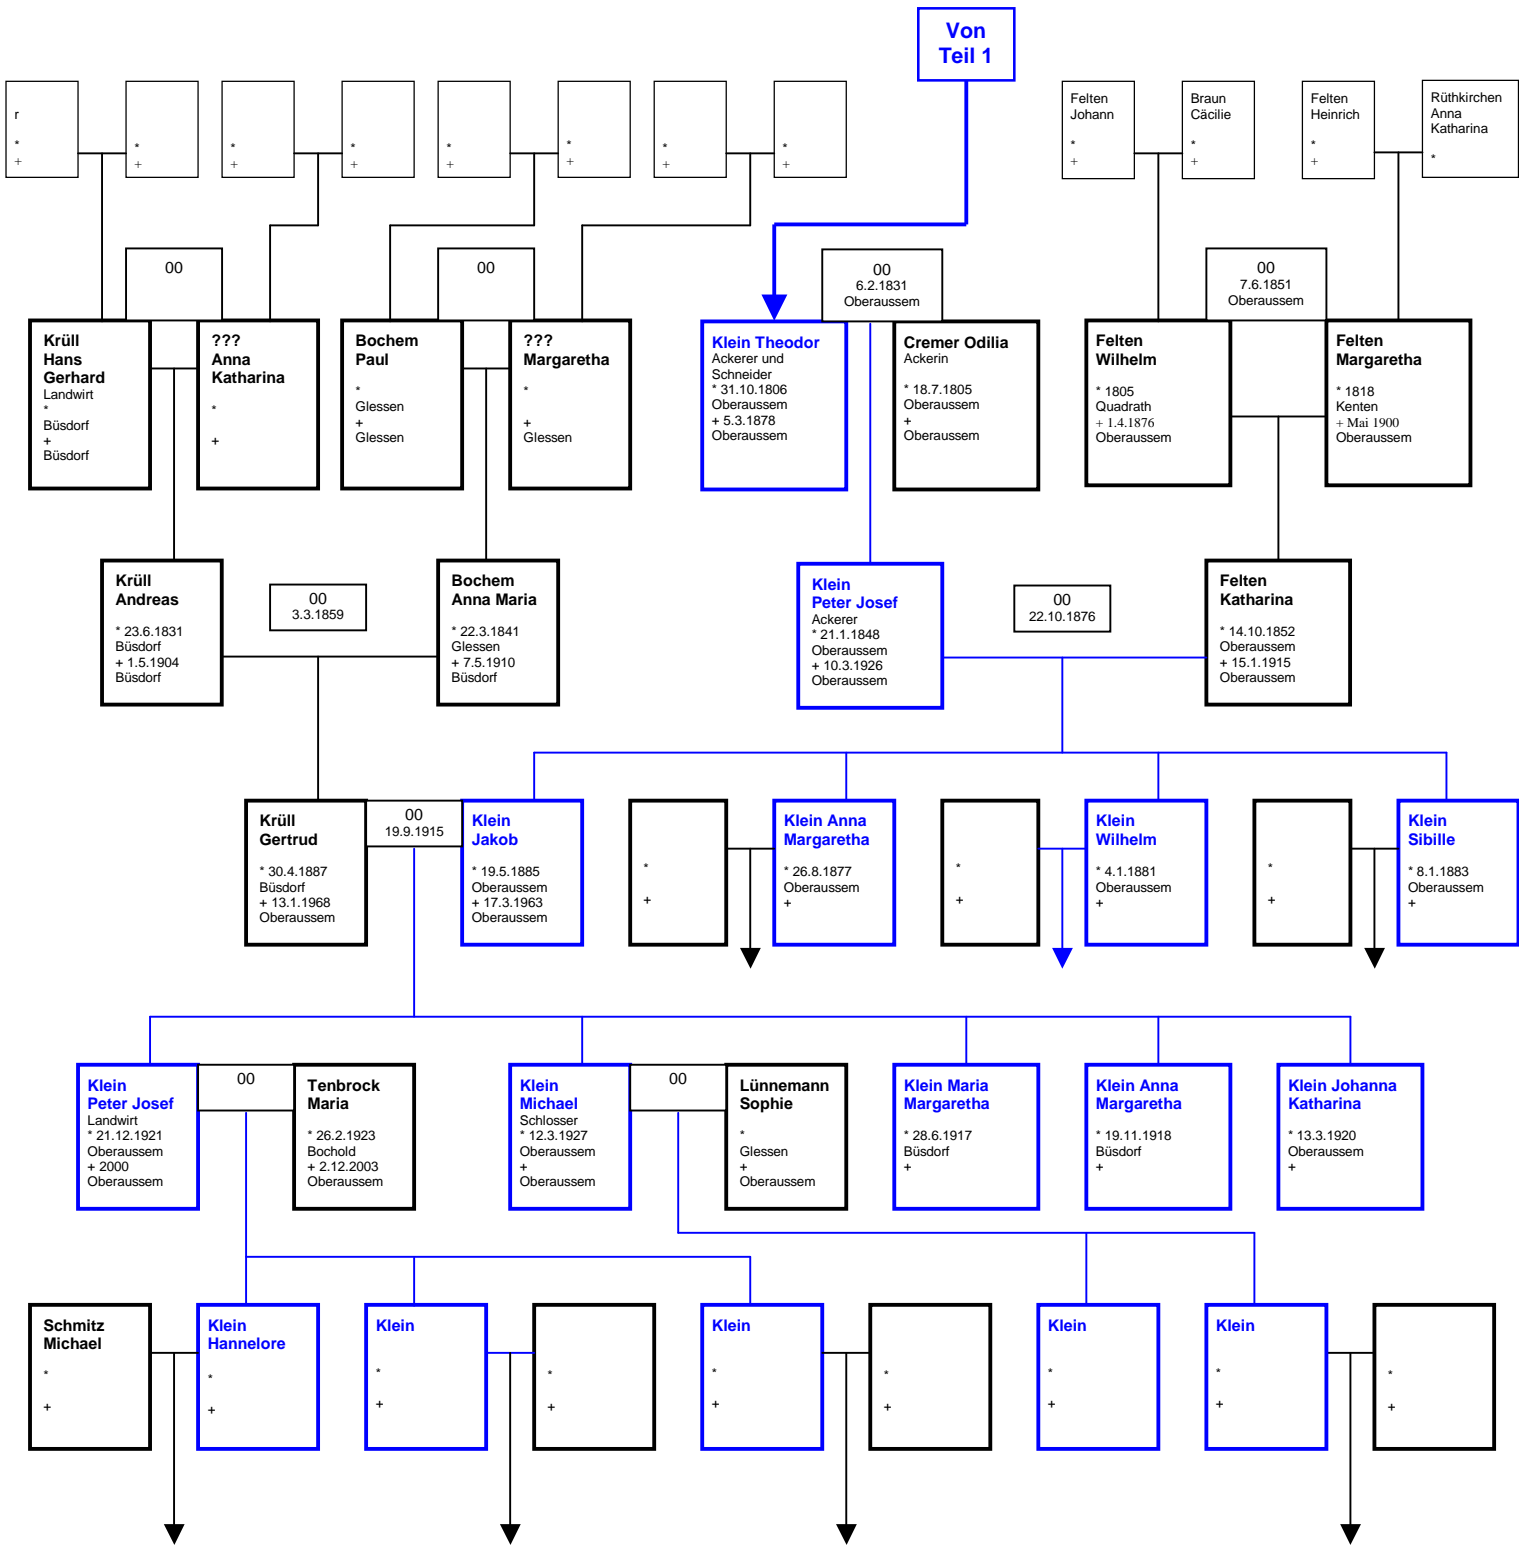 Von
Teil 1
r
*
+
*
+
*
+
*
+
*
+
*
+
*
+
*
+
Felten
Johann
*
+
Braun
Cäcilie
*
+
Felten
Heinrich
*
+
Rüthkirchen
Anna
Katharina
*
00
00
00
6.2.1831
Oberaussem
00
7.6.1851
Oberaussem
Krüll
Hans
Gerhard
Landwirt
*
Büsdorf
+
Büsdorf
???
Anna
Katharina
*
+
Bochem
Paul
*
Glessen
+
Glessen
???
Margaretha
*
+
Glessen
Klein Theodor
Ackerer und
Schneider
* 31.10.1806
Oberaussem
+ 5.3.1878
Oberaussem
Cremer Odilia
Ackerin
* 18.7.1805
Oberaussem
+
Oberaussem
Felten
Wilhelm
* 1805
Quadrath
+ 1.4.1876
Oberaussem
Felten
Margaretha
* 1818
Kenten
+ Mai 1900
Oberaussem
Krüll
Andreas
* 23.6.1831
Büsdorf
+ 1.5.1904
Büsdorf
00
3.3.1859
Bochem
Anna Maria
* 22.3.1841
Glessen
+ 7.5.1910
Büsdorf
Klein
Peter Josef
Ackerer
* 21.1.1848
Oberaussem
+ 10.3.1926
Oberaussem
00
22.10.1876
Felten
Katharina
* 14.10.1852
Oberaussem
+ 15.1.1915
Oberaussem
Krüll
Gertrud
* 30.4.1887
Büsdorf
+ 13.1.1968
Oberaussem
00
19.9.1915
Klein
Jakob
* 19.5.1885
Oberaussem
+ 17.3.1963
Oberaussem
*
+
Klein Anna
Margaretha
* 26.8.1877
Oberaussem
+
*
+
Klein
Wilhelm
* 4.1.1881
Oberaussem
+
*
+
Klein
Sibille
* 8.1.1883
Oberaussem
+
Klein
Peter Josef
Landwirt
* 21.12.1921
Oberaussem
+ 2000
Oberaussem
00
Tenbrock
Maria
* 26.2.1923
Bochold
+ 2.12.2003
Oberaussem
Klein
Michael
Schlosser
* 12.3.1927
Oberaussem
+
Oberaussem
00
Lünnemann
Sophie
*
Glessen
+
Oberaussem
Klein Maria
Margaretha
* 28.6.1917
Büsdorf
+
Klein Anna
Margaretha
* 19.11.1918
Büsdorf
+
Klein Johanna
Katharina
* 13.3.1920
Oberaussem
+
Schmitz
Michael
*
+
Klein
Hannelore
*
+
Klein
*
+
*
+
Klein
*
+
*
+
Klein
*
+
Klein
*
+
*
+